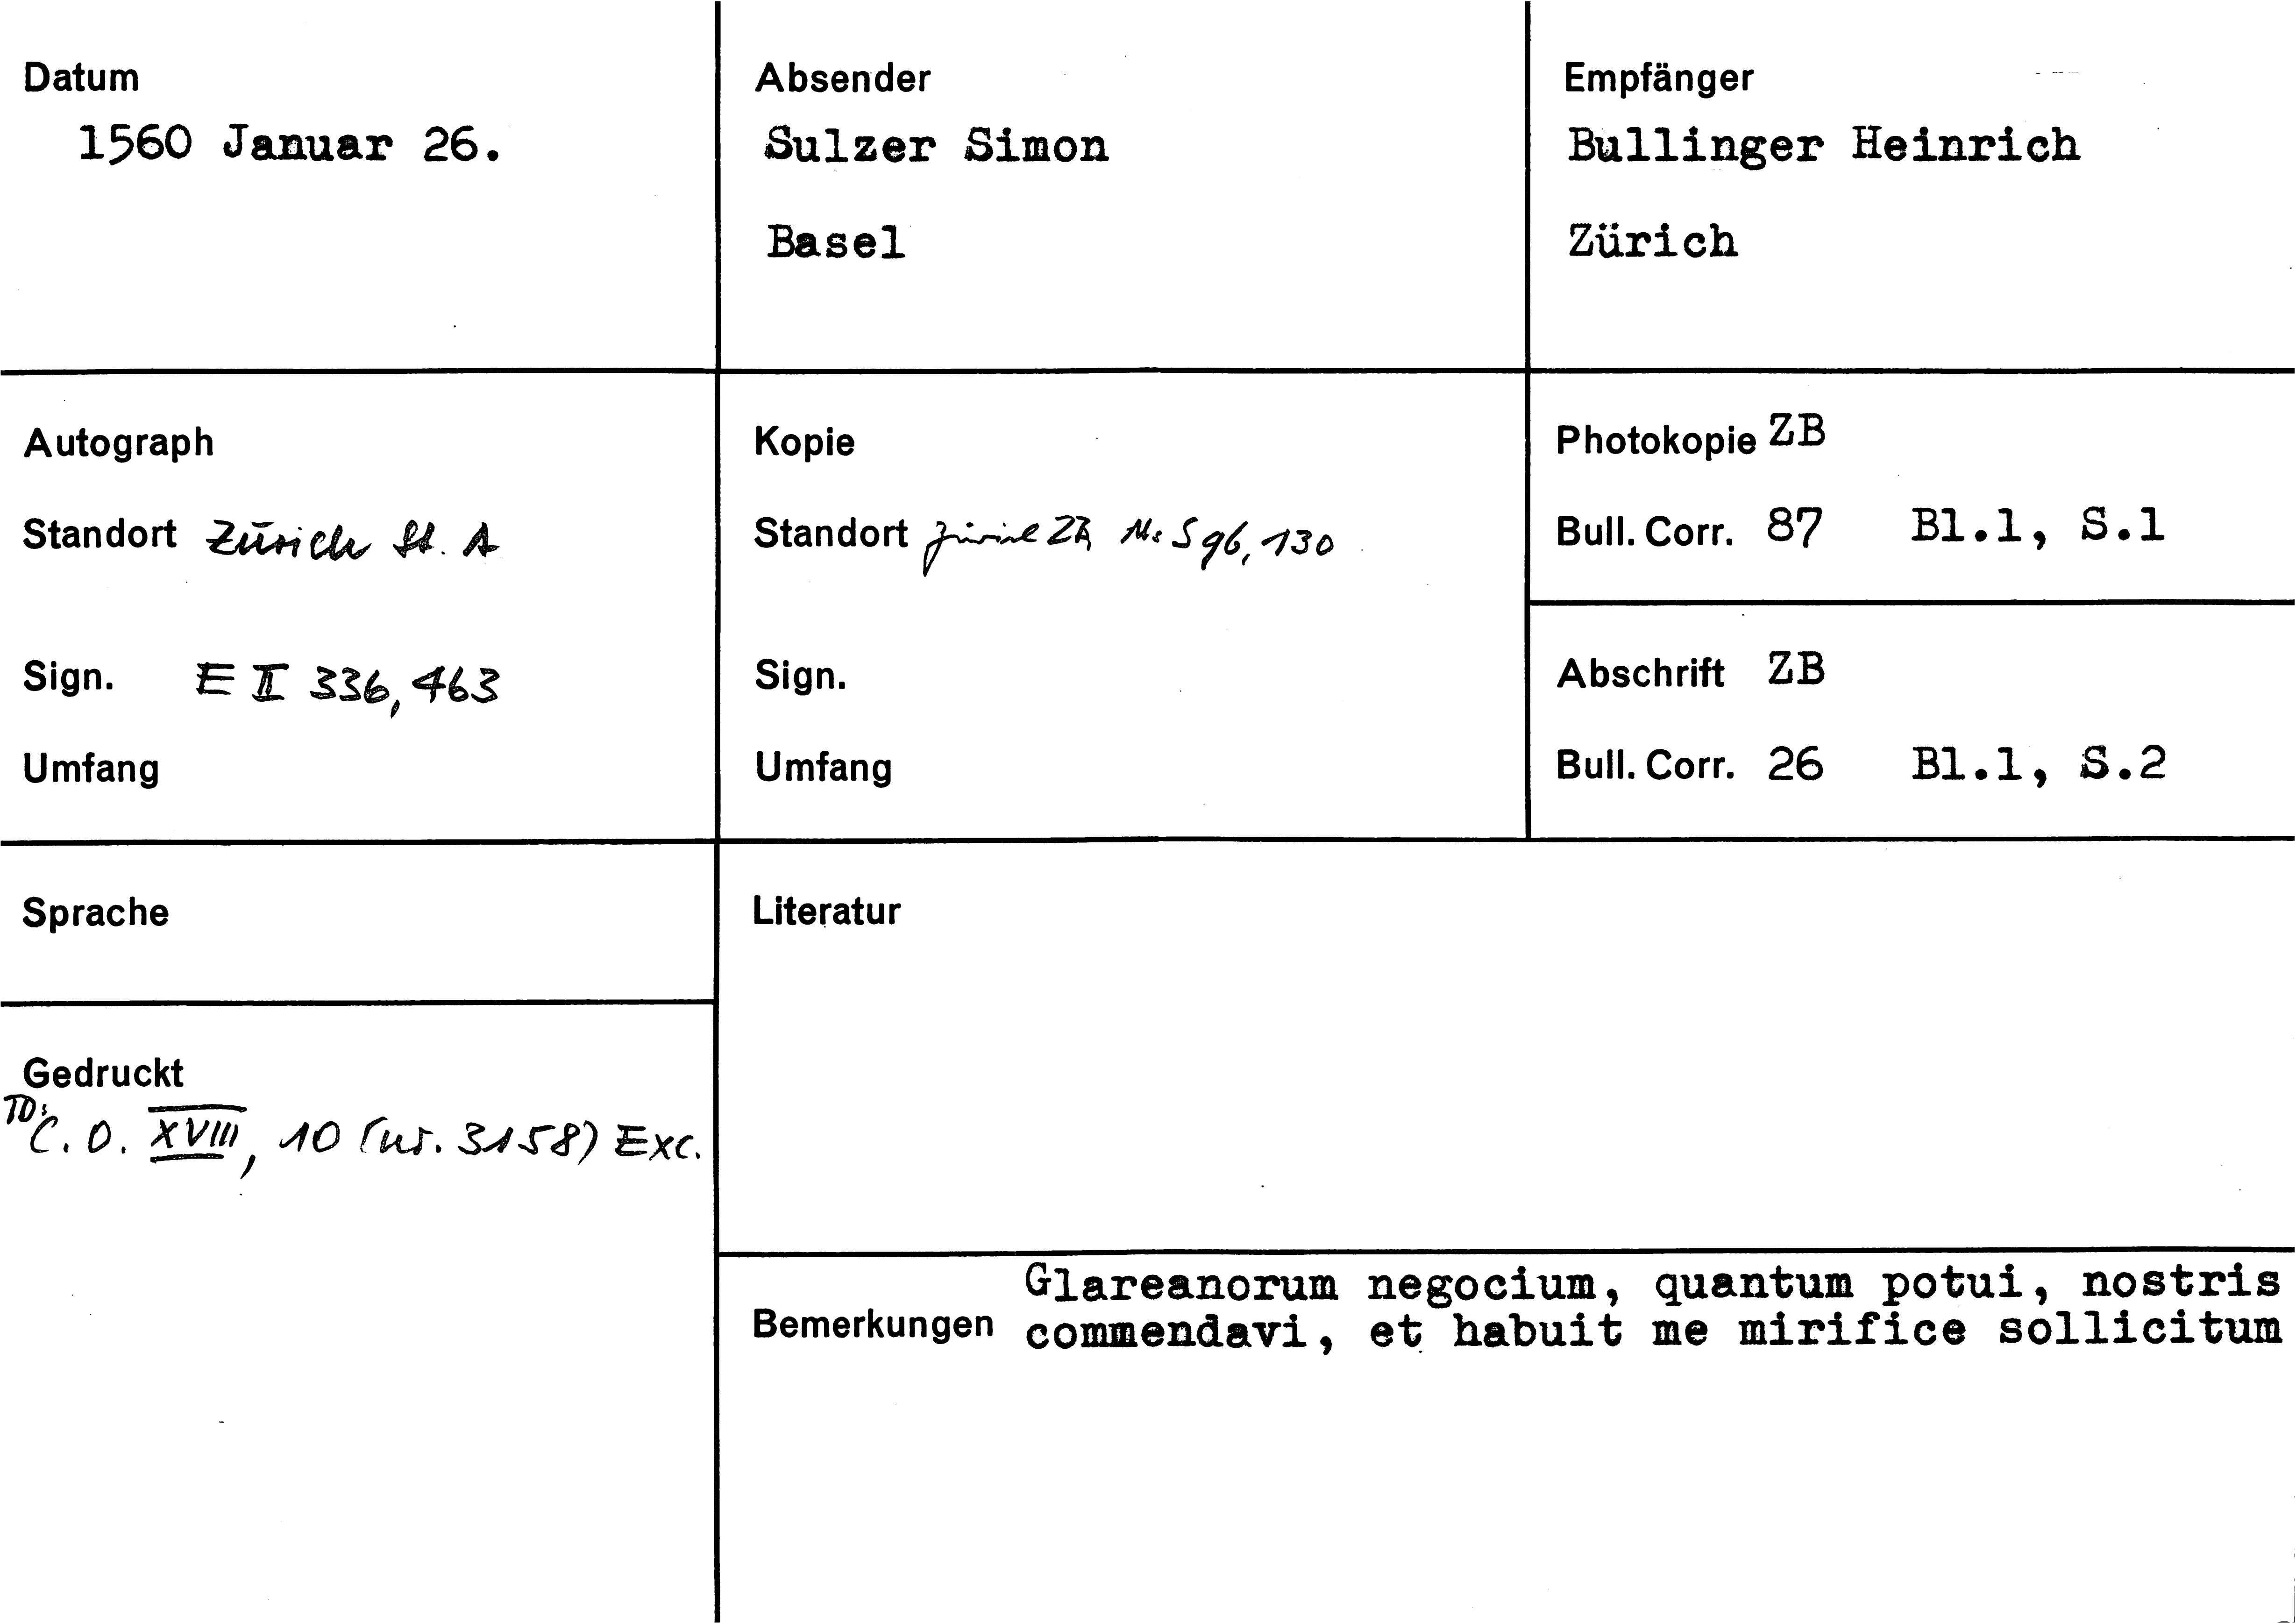 Datum
1560 Januar 26.
Absender
Sulzer Simon
Basel
Empfänger
Bullinger Heinrich
Zürich
Autograph
Standort Zürich St. A
Sign. E II 336, 463
Umfang
Kopie
Standort Zürich ZB Ms S 96, 130
Sign.
Umfang
Photokopie ZB
Bull. Corr. 87 Bl.1, S.1
Abschrift ZB
Bull. Corr. 26 Bl.1, S.2
Sprache
Literatur
Gedruckt
TD:
C. O. XVIII, 10 (nr. 3158) Exc.
Bemerkungen
Glareanorum negocium, quantum potui, nostris
commendavi, et habuit me mirifice sollicitum